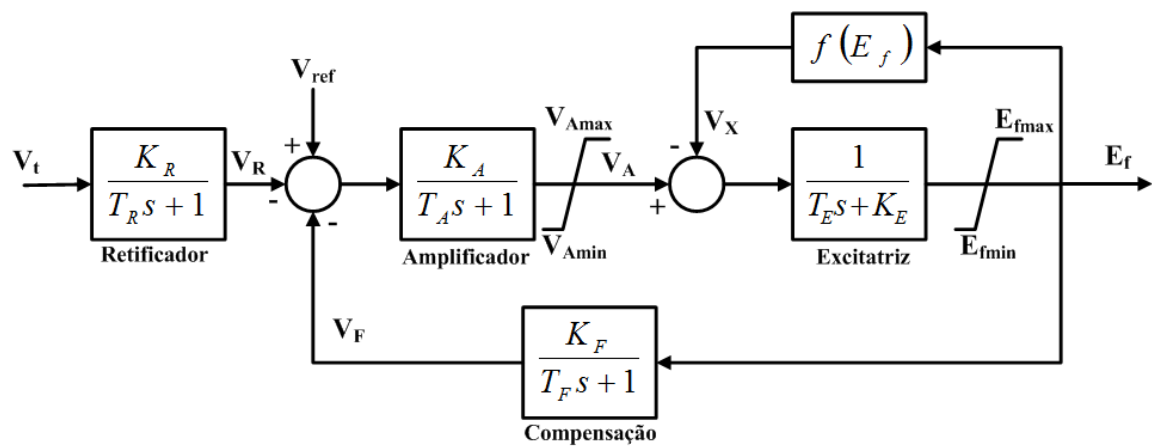 f(E_f)
V_ref
V_Amax
V_X
E_fmax
V_t
K_R
T_R s + 1
V_R
+
-
-
K_A
T_A s + 1
V_A
-
+
1
T_E s + K_E
E_f
Retificador
Amplificador
V_Amin
Excitatriz
E_fmin
V_F
K_F
T_F s + 1
Compensação